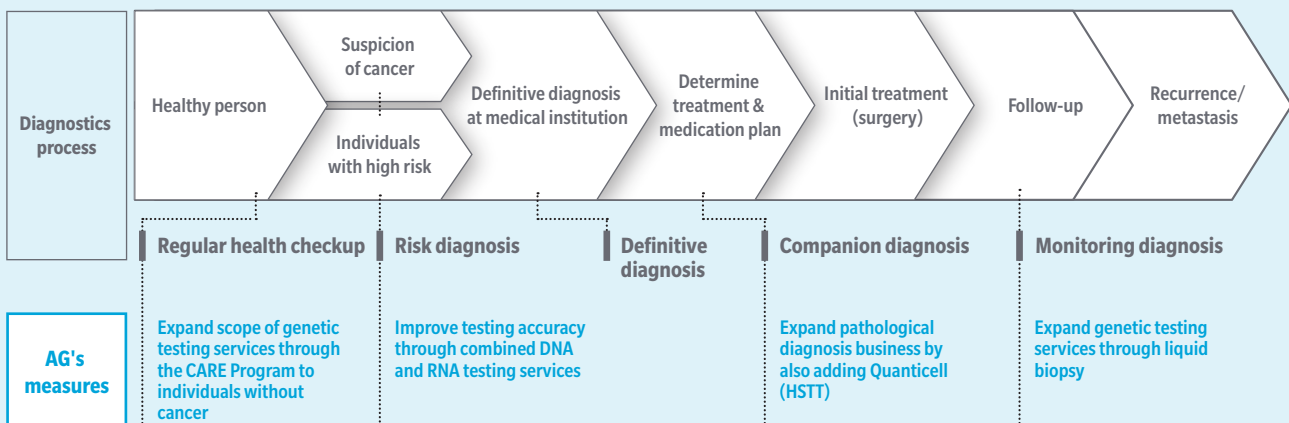 Diagnostics
process
Healthy person
Suspicion
of cancer
Individuals
with high risk
Definitive diagnosis
at medical institution
Determine
treatment &
medication plan
Initial treatment
(surgery)
Follow-up
Recurrence/
metastasis
Regular health checkup
Risk diagnosis
Definitive
diagnosis
Companion diagnosis
Monitoring diagnosis
AG's
measures
Expand scope of genetic
testing services through
the CARE Program to
individuals without
cancer
Improve testing accuracy
through combined DNA
and RNA testing services
Expand pathological
diagnosis business by
also adding Quanticell
(HSTT)
Expand genetic testing
services through liquid
biopsy